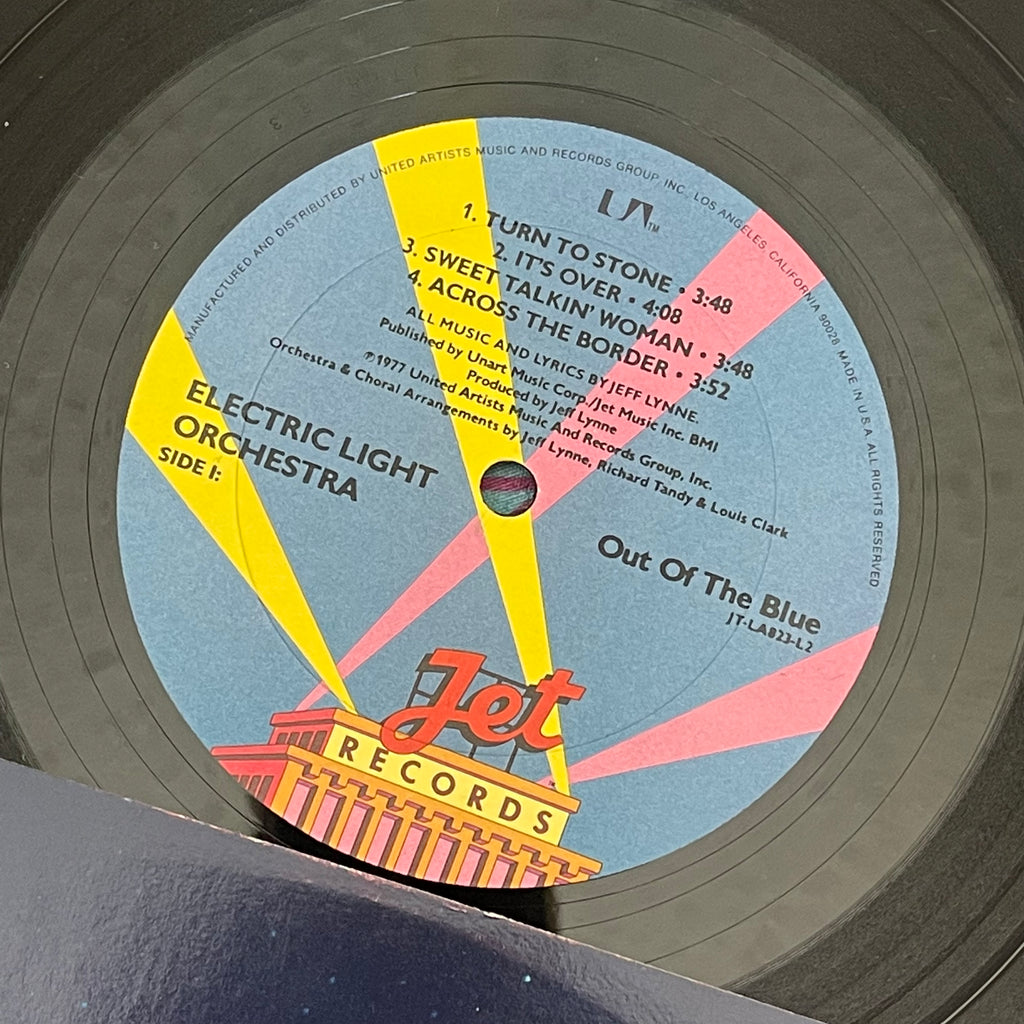 MANUFACTURED AND DISTRIBUTED BY UNITED ARTISTS MUSIC AND RECORDS GROUP INC. LOS ANGELES, CALIFORNIA 90028 MADE IN U.S.A. ALL RIGHTS RESERVED
UA™
1. TURN TO STONE • 3:48
2. IT'S OVER • 4:08
3. SWEET TALKIN' WOMAN • 3:48
4. ACROSS THE BORDER • 3:52
ALL MUSIC AND LYRICS BY JEFF LYNNE.
Published by Unart Music Corp./Jet Music Inc. BMI
Produced by Jeff Lynne
℗1977 United Artists Music And Records Group, Inc.
Orchestra & Choral Arrangements by Jeff Lynne, Richard Tandy & Louis Clark
ELECTRIC LIGHT
ORCHESTRA
SIDE I:
Out Of The Blue
JT-LA823-L2
Jet
RECORDS